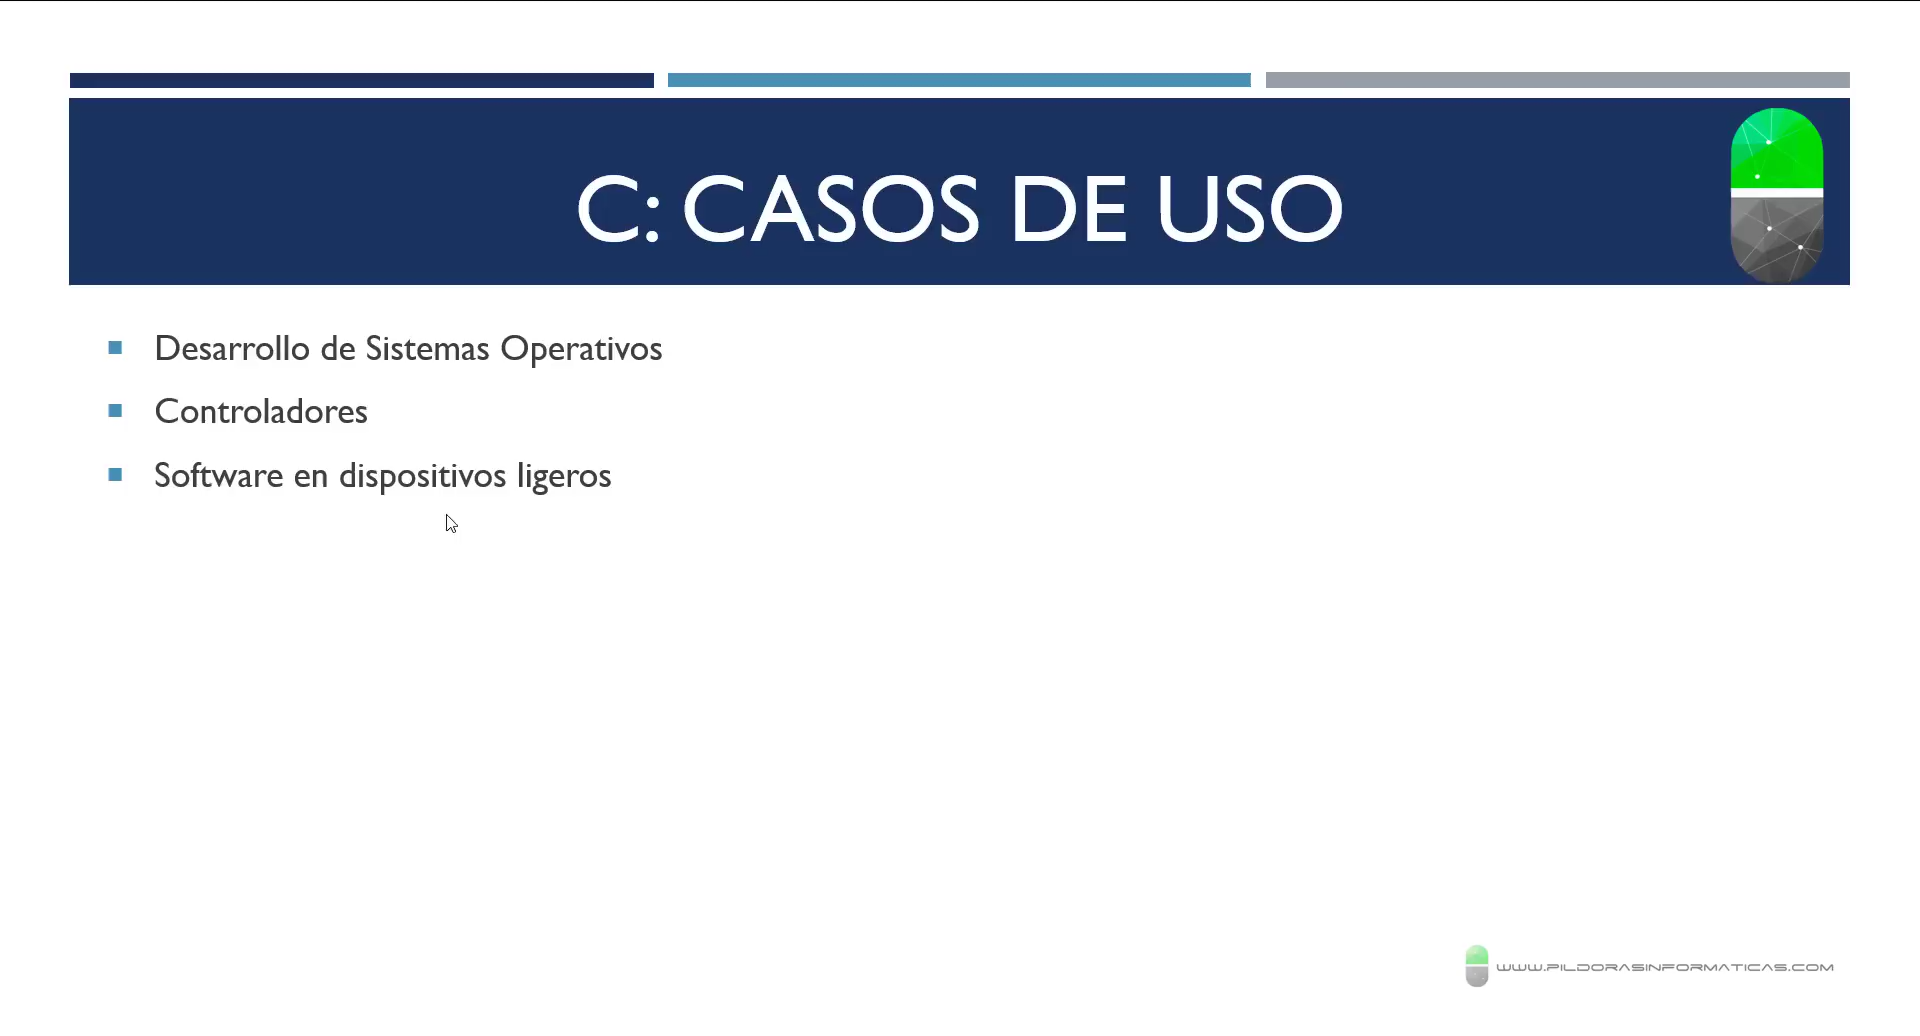 C: CASOS DE USO
Desarrollo de Sistemas Operativos
Controladores
Software en dispositivos ligeros
WWW.PILDORASINFORMATICAS.COM